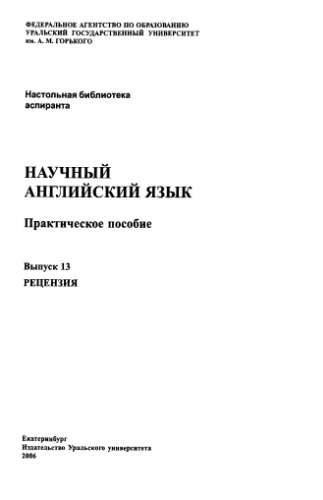 ФЕДЕРАЛЬНОЕ АГЕНТСТВО ПО ОБРАЗОВАНИЮ
УРАЛЬСКИЙ ГОСУДАРСТВЕННЫЙ УНИВЕРСИТЕТ
им. А. М. ГОРЬКОГО
Настольная библиотека
аспиранта
НАУЧНЫЙ
АНГЛИЙСКИЙ ЯЗЫК
Практическое пособие
Выпуск 13
РЕЦЕНЗИЯ
Екатеринбург
Издательство Уральского университета
2006